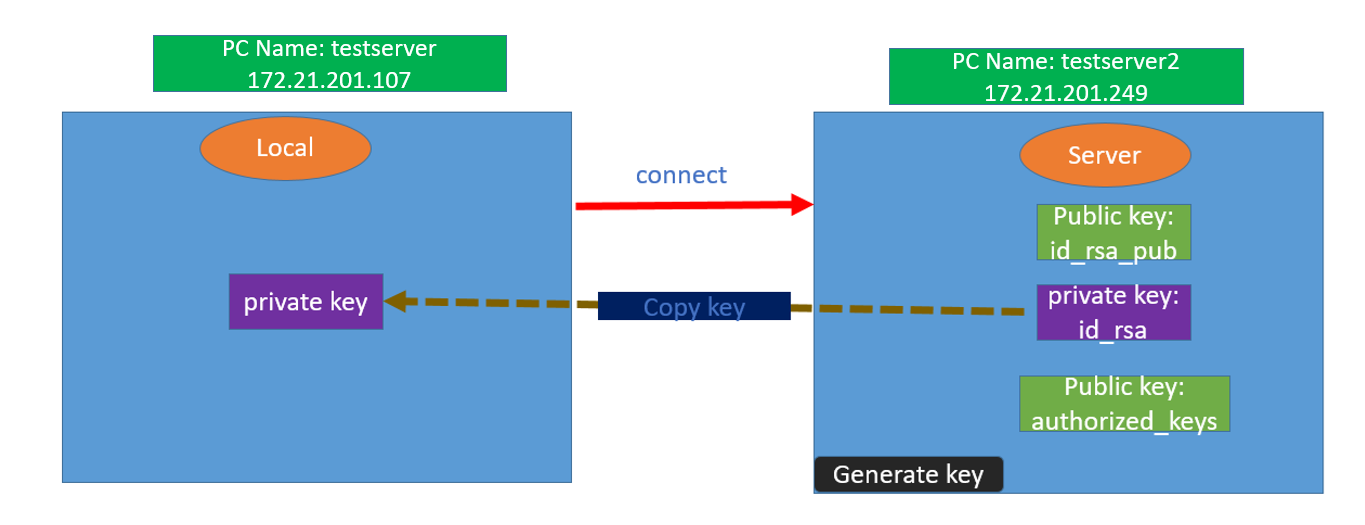 PC Name: testserver
172.21.201.107
PC Name: testserver2
172.21.201.249
Local
Server
connect
Public key:
id_rsa_pub
private key
Copy key
private key:
id_rsa
Public key:
authorized_keys
Generate key